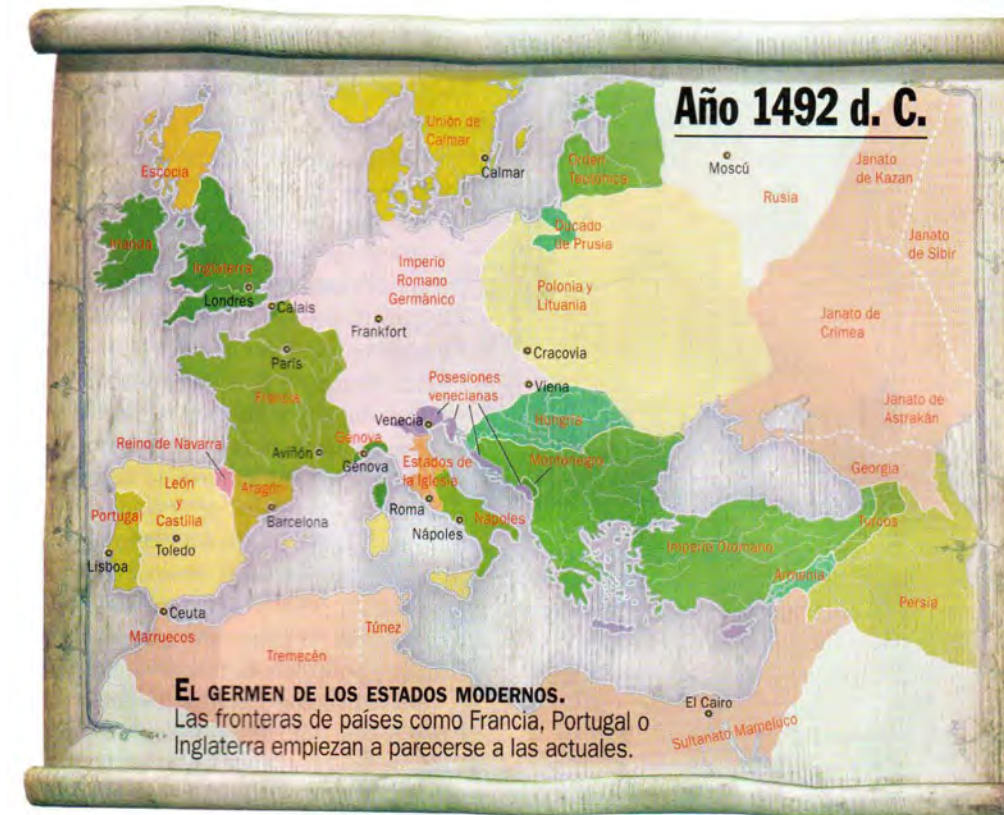 Año 1492 d. C.
Unión de
Calmar
Calmar
Escocia
Orden
Teutónica
Moscú
Rusia
Janato
de Kazan
Janato
de Sibir
Irlanda
Inglaterra
Londres
Calais
Ducado
de Prusia
Imperio
Romano
Germánico
Frankfort
Polonia y
Lituania
Janato de
Crimea
París
Francia
Cracovia
Viena
Posesiones
venecianas
Hungría
Janato de
Astrakán
Venecia
Reino de Navarra
Aviñón
Génova
Génova
Estados de
la Iglesia
Montenegro
Georgia
León
y
Castilla
Aragón
Portugal
Toledo
Barcelona
Lisboa
Roma
Nápoles
Nápoles
Imperio Otomano
Turcos
Armenia
Persia
Ceuta
Marruecos
Túnez
Tremecén
El Cairo
Sultanato Mameluco
EL GERMEN DE LOS ESTADOS MODERNOS.
Las fronteras de países como Francia, Portugal o
Inglaterra empiezan a parecerse a las actuales.